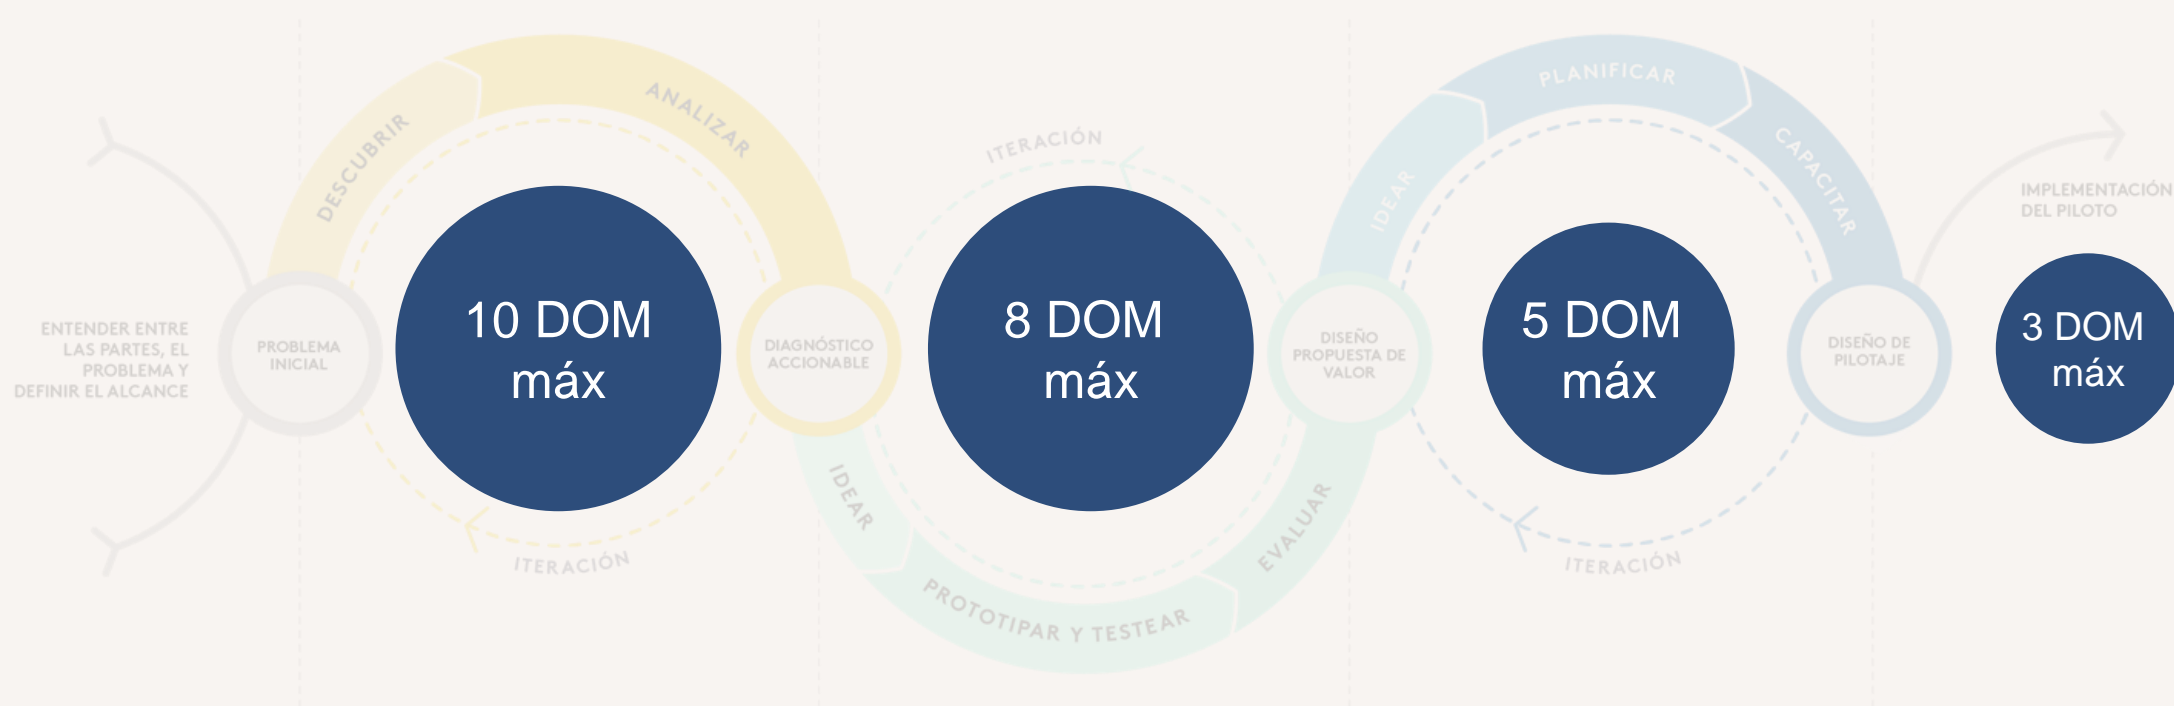 ENTENDER ENTRE
LAS PARTES, EL
PROBLEMA Y
DEFINIR EL ALCANCE
PROBLEMA
INICIAL
DESCUBRIR
ANALIZAR
10 DOM
máx
ITERACIÓN
DIAGNÓSTICO
ACCIONABLE
ITERACIÓN
8 DOM
máx
IDEAR
PROTOTIPAR Y TESTEAR
EVALUAR
DISEÑO
PROPUESTA DE
VALOR
IDEAR
PLANIFICAR
CAPACITAR
5 DOM
máx
ITERACIÓN
DISEÑO DE
PILOTAJE
IMPLEMENTACIÓN
DEL PILOTO
3 DOM
máx